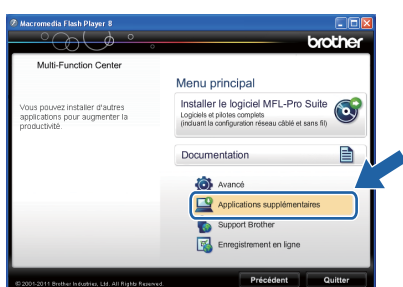 Macromedia Flash Player 8
brother
Multi-Function Center
Vous pouvez installer d'autres
applications pour augmenter la
productivité.
Menu principal
Installer le logiciel MFL-Pro Suite
Logiciels et pilotes complets
(induant la configuration réseau câblé et sans fil)
Documentation
Avancé
Applications supplémentaires
Support Brother
Enregistrement en ligne
© 2001-2011 Brother Industries, Ltd. All Rights Reserved.
Précédent
Quitter